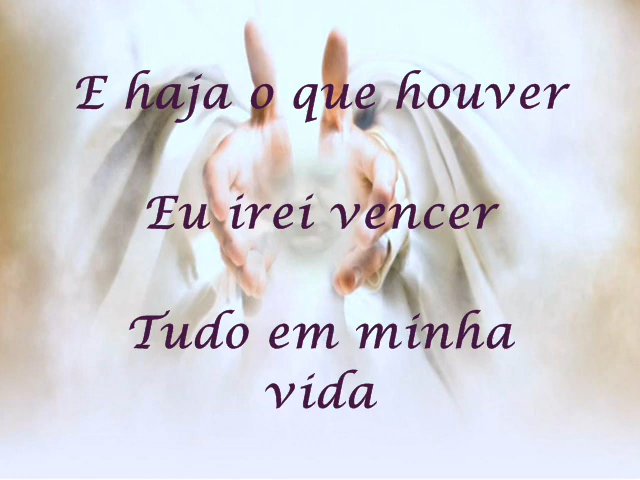 E haja o que houver
Eu irei vencer
Tudo em minha
vida